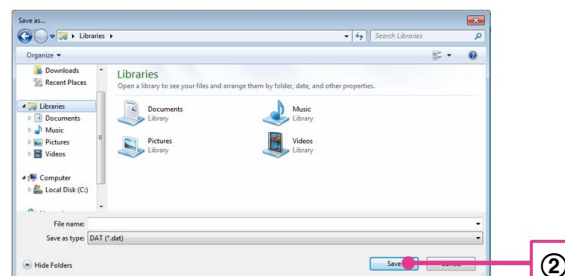 Save as...
Libraries
Search Libraries
Organize
Downloads
Recent Places
Libraries
Documents
Music
Pictures
Videos
Computer
Local Disk (C:)
Libraries
Open a library to see your files and arrange them by folder, date, and other properties.
Documents
Library
Music
Library
Pictures
Library
Videos
Library
File name:
Save as type: DAT (*.dat)
Hide Folders
Save
②